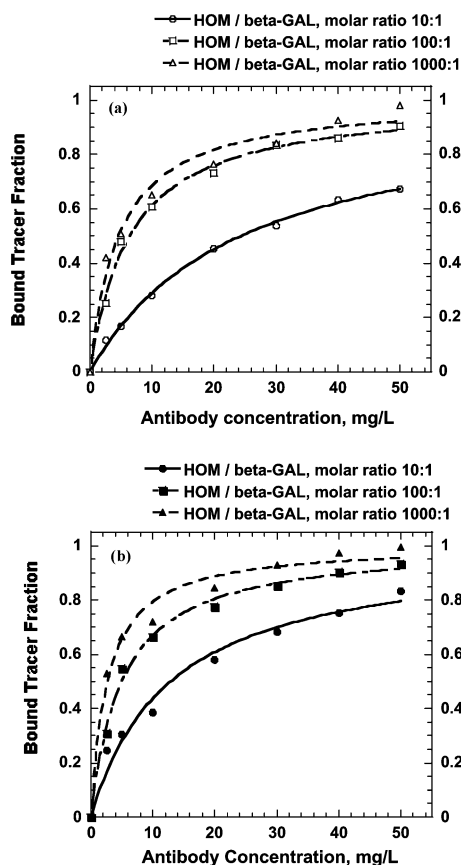 HOM / beta-GAL, molar ratio 10:1
HOM / beta-GAL, molar ratio 100:1
HOM / beta-GAL, molar ratio 1000:1
(a)
1 1
0.8 0.8
0.6 0.6
0.4 0.4
0.2 0.2
0 0
Bound Tracer Fraction
0 10 20 30 40 50
Antibody concentration, mg/L
HOM / beta-GAL, molar ratio 10:1
HOM / beta-GAL, molar ratio 100:1
HOM / beta-GAL, molar ratio 1000:1
(b)
1 1
0.8 0.8
0.6 0.6
0.4 0.4
0.2 0.2
0 0
Bound Tracer Fraction
0 10 20 30 40 50
Antibody Concentration, mg/L